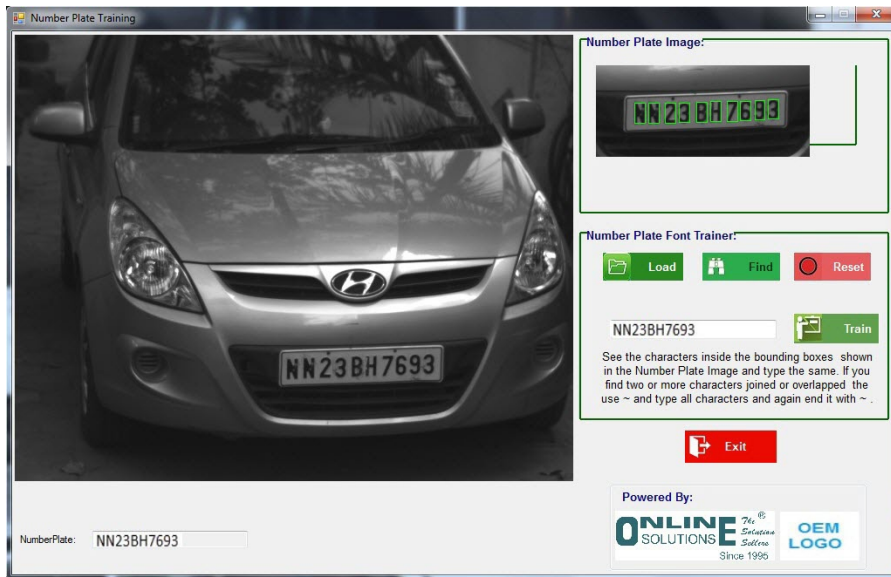 Number Plate Training
Number Plate Image:
NN23BH7693
NN23BH7693
Number Plate Font Trainer:
Load
Find
Reset
NN23BH7693
Train
See the characters inside the bounding boxes shown
in the Number Plate Image and type the same. If you
find two or more characters joined or overlapped the
use ~ and type all characters and again end it with ~ .
Exit
Powered By:
ONLINE
SOLUTIONS
The ®
Solution
Sellers
Since 1995
OEM
LOGO
NumberPlate:
NN23BH7693